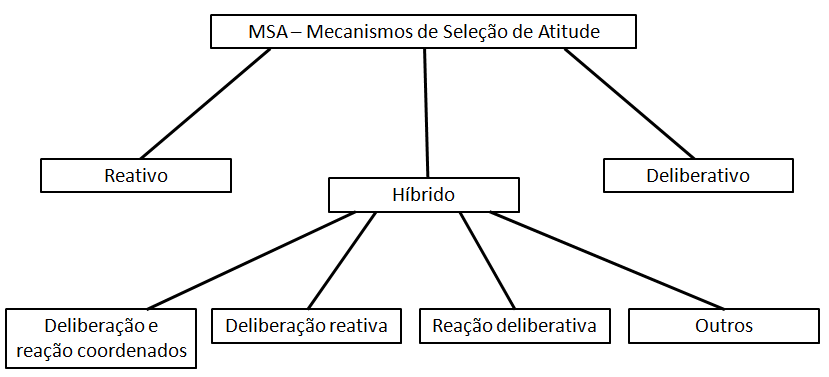 MSA – Mecanismos de Seleção de Atitude
Reativo
Deliberativo
Híbrido
Deliberação e
reação coordenados
Deliberação reativa
Reação deliberativa
Outros